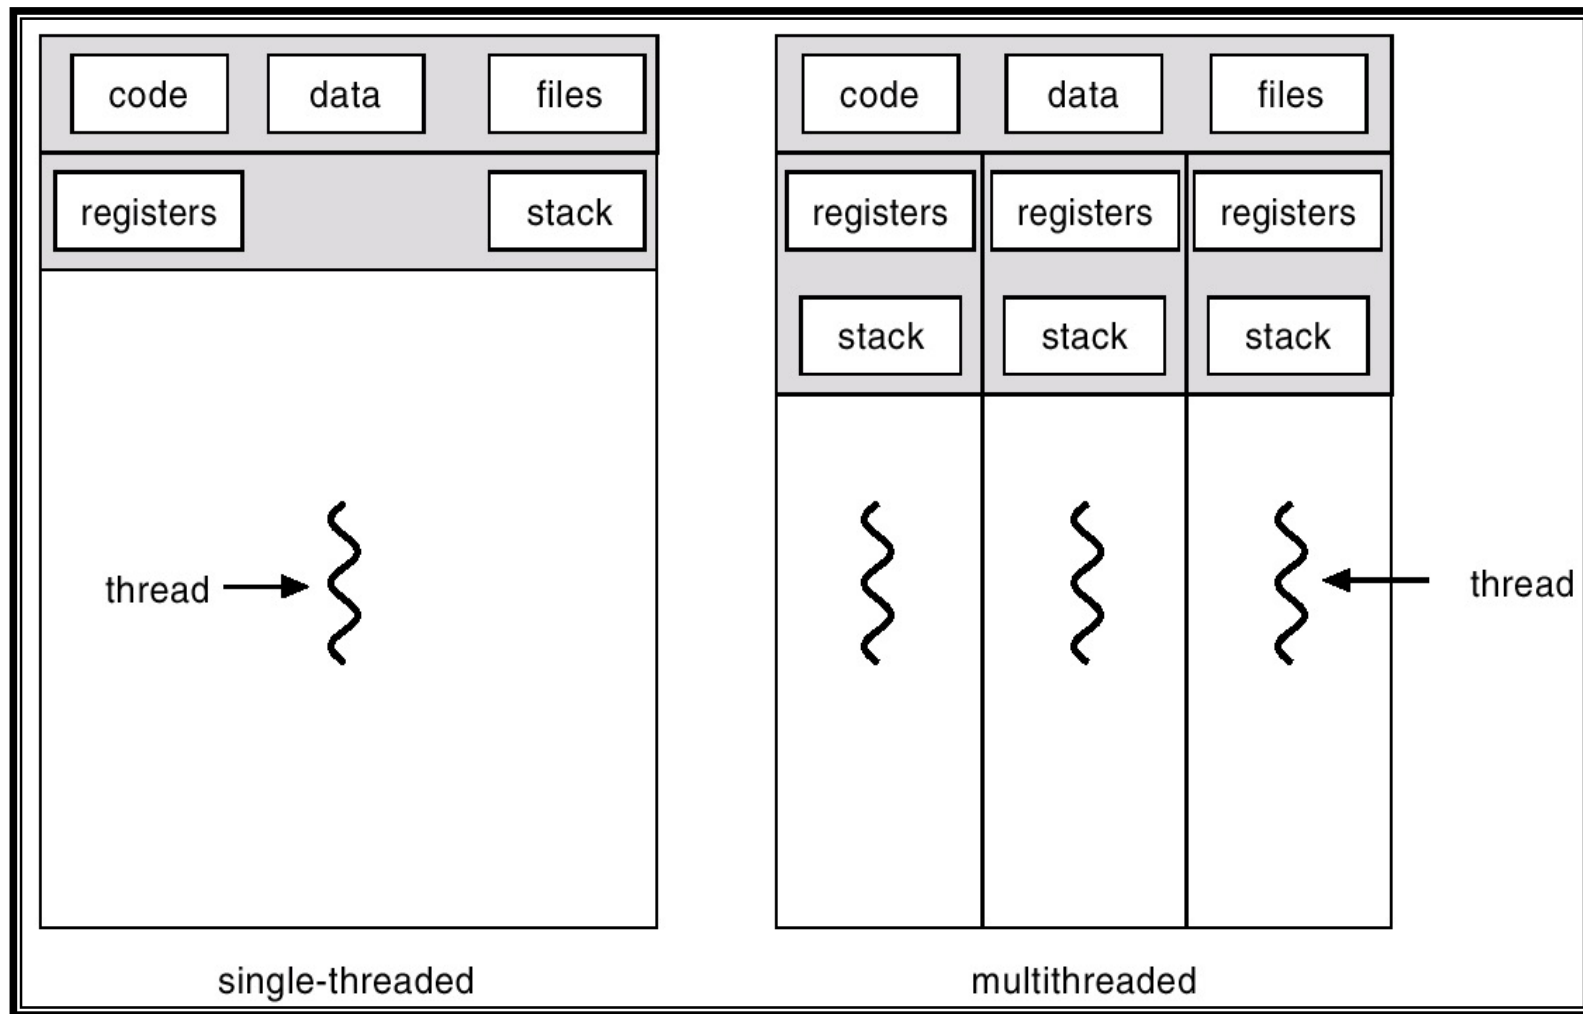 code data files code data files
registers stack registers registers registers
stack stack stack
thread thread
single-threaded multithreaded